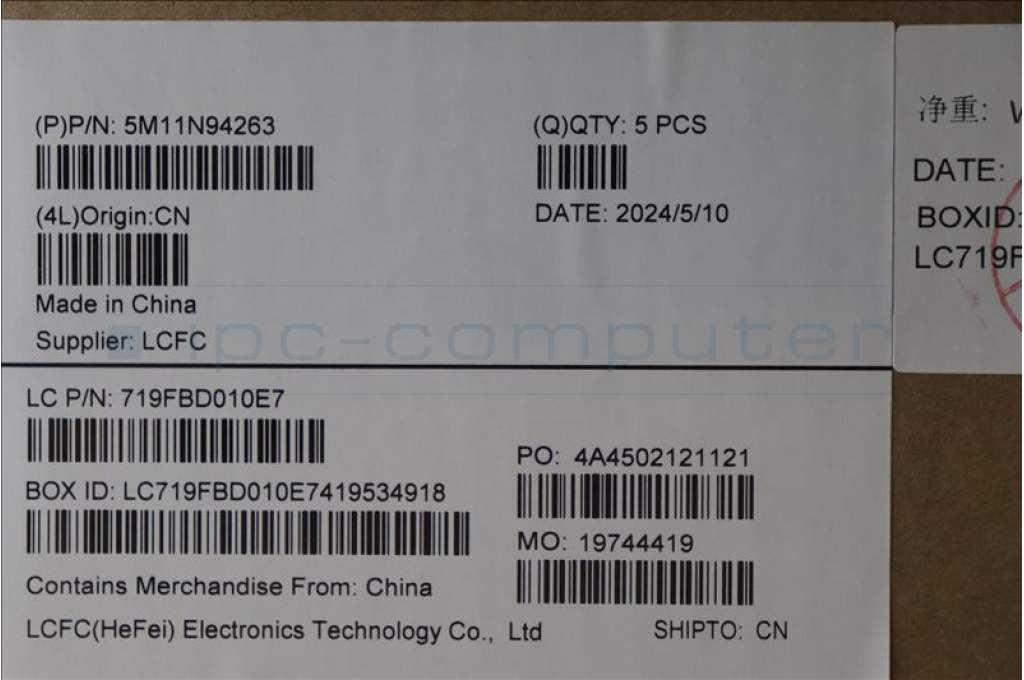 (P)P/N: 5M11N94263
(Q)QTY: 5 PCS
(4L)Origin:CN
DATE: 2024/5/10
Made in China
Supplier: LCFC
ipc-computer
LC P/N: 719FBD010E7
PO: 4A4502121121
BOX ID: LC719FBD010E7419534918
MO: 19744419
Contains Merchandise From: China
LCFC(HeFei) Electronics Technology Co., Ltd
SHIPTO: CN
净重:
DATE:
BOXID:
LC719F